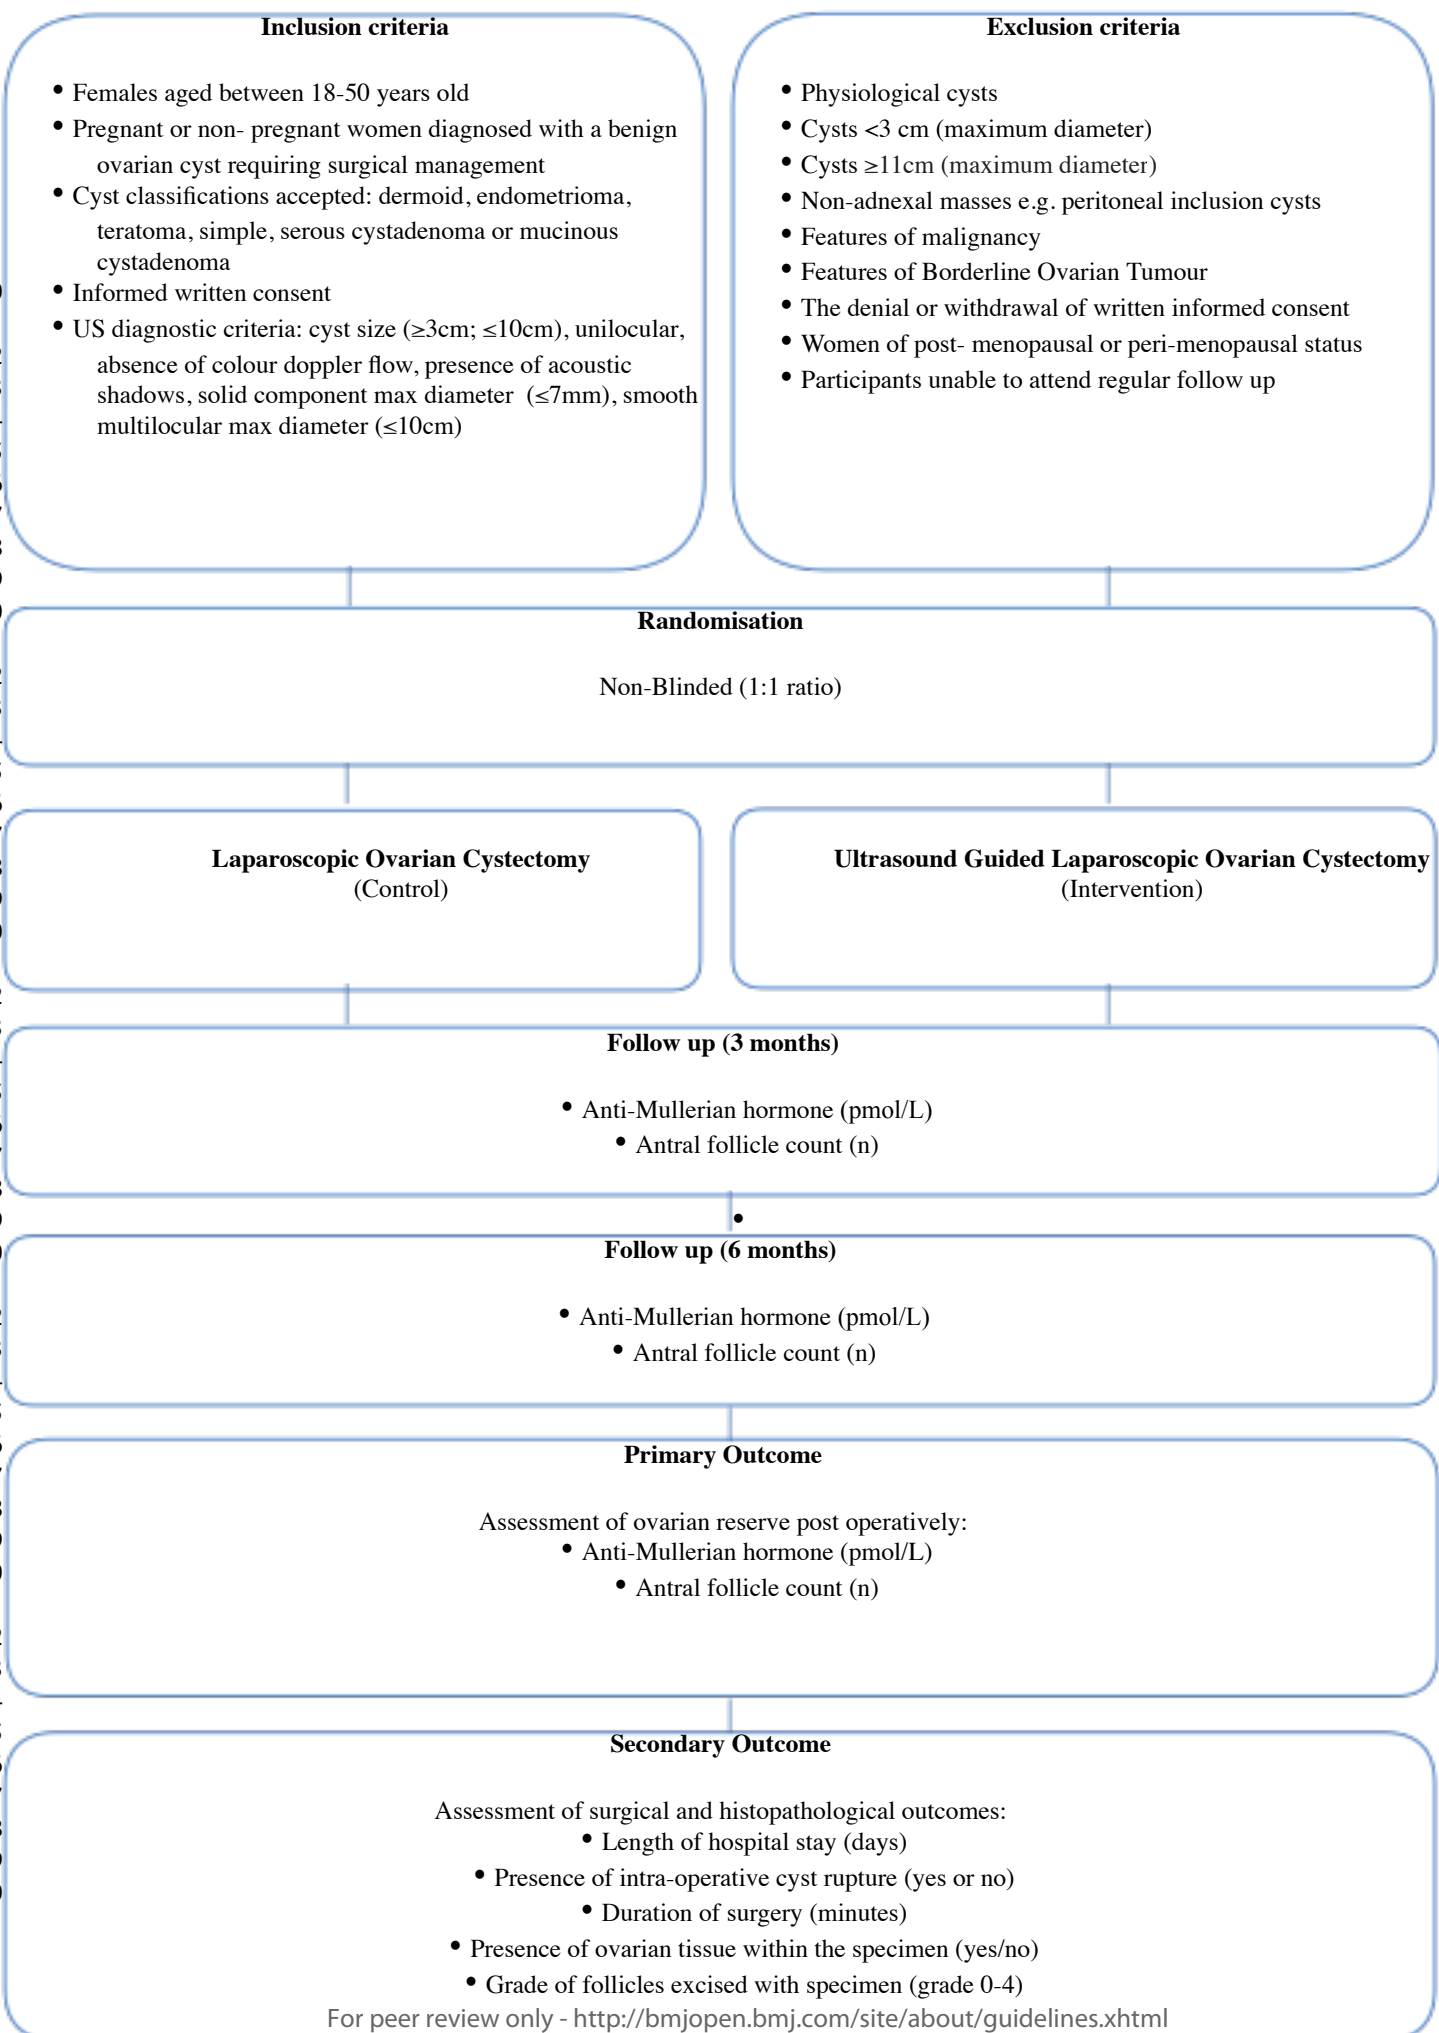 Inclusion criteria
• Females aged between 18-50 years old
• Pregnant or non- pregnant women diagnosed with a benign
ovarian cyst requiring surgical management
• Cyst classifications accepted: dermoid, endometrioma,
teratoma, simple, serous cystadenoma or mucinous
cystadenoma
• Informed written consent
• US diagnostic criteria: cyst size (≥3cm; ≤10cm), unilocular,
absence of colour doppler flow, presence of acoustic
shadows, solid component max diameter (≤7mm), smooth
multilocular max diameter (≤10cm)
Exclusion criteria
• Physiological cysts
• Cysts <3 cm (maximum diameter)
• Cysts ≥11cm (maximum diameter)
• Non-adnexal masses e.g. peritoneal inclusion cysts
• Features of malignancy
• Features of Borderline Ovarian Tumour
• The denial or withdrawal of written informed consent
• Women of post- menopausal or peri-menopausal status
• Participants unable to attend regular follow up
Randomisation
Non-Blinded (1:1 ratio)
Laparoscopic Ovarian Cystectomy
(Control)
Ultrasound Guided Laparoscopic Ovarian Cystectomy
(Intervention)
Follow up (3 months)
• Anti-Mullerian hormone (pmol/L)
• Antral follicle count (n)
•
Follow up (6 months)
• Anti-Mullerian hormone (pmol/L)
• Antral follicle count (n)
Primary Outcome
Assessment of ovarian reserve post operatively:
• Anti-Mullerian hormone (pmol/L)
• Antral follicle count (n)
Secondary Outcome
Assessment of surgical and histopathological outcomes:
• Length of hospital stay (days)
• Presence of intra-operative cyst rupture (yes or no)
• Duration of surgery (minutes)
• Presence of ovarian tissue within the specimen (yes/no)
• Grade of follicles excised with specimen (grade 0-4)
For peer review only - http://bmjopen.bmj.com/site/about/guidelines.xhtml